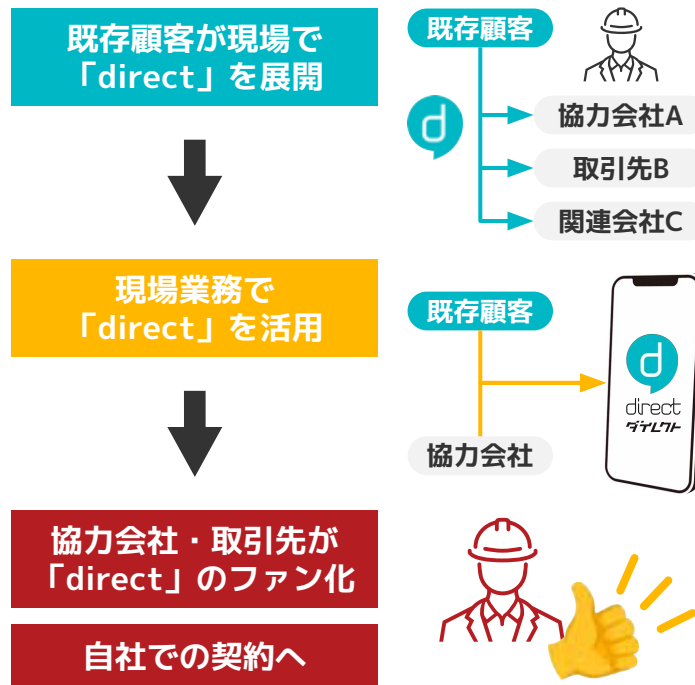 既存顧客が現場で
「direct」を展開
既存顧客
d
協力会社A
取引先B
関連会社C
現場業務で
「direct」を活用
既存顧客
協力会社
d
direct
ダイレクト
協力会社・取引先が
「direct」のファン化
自社での契約へ